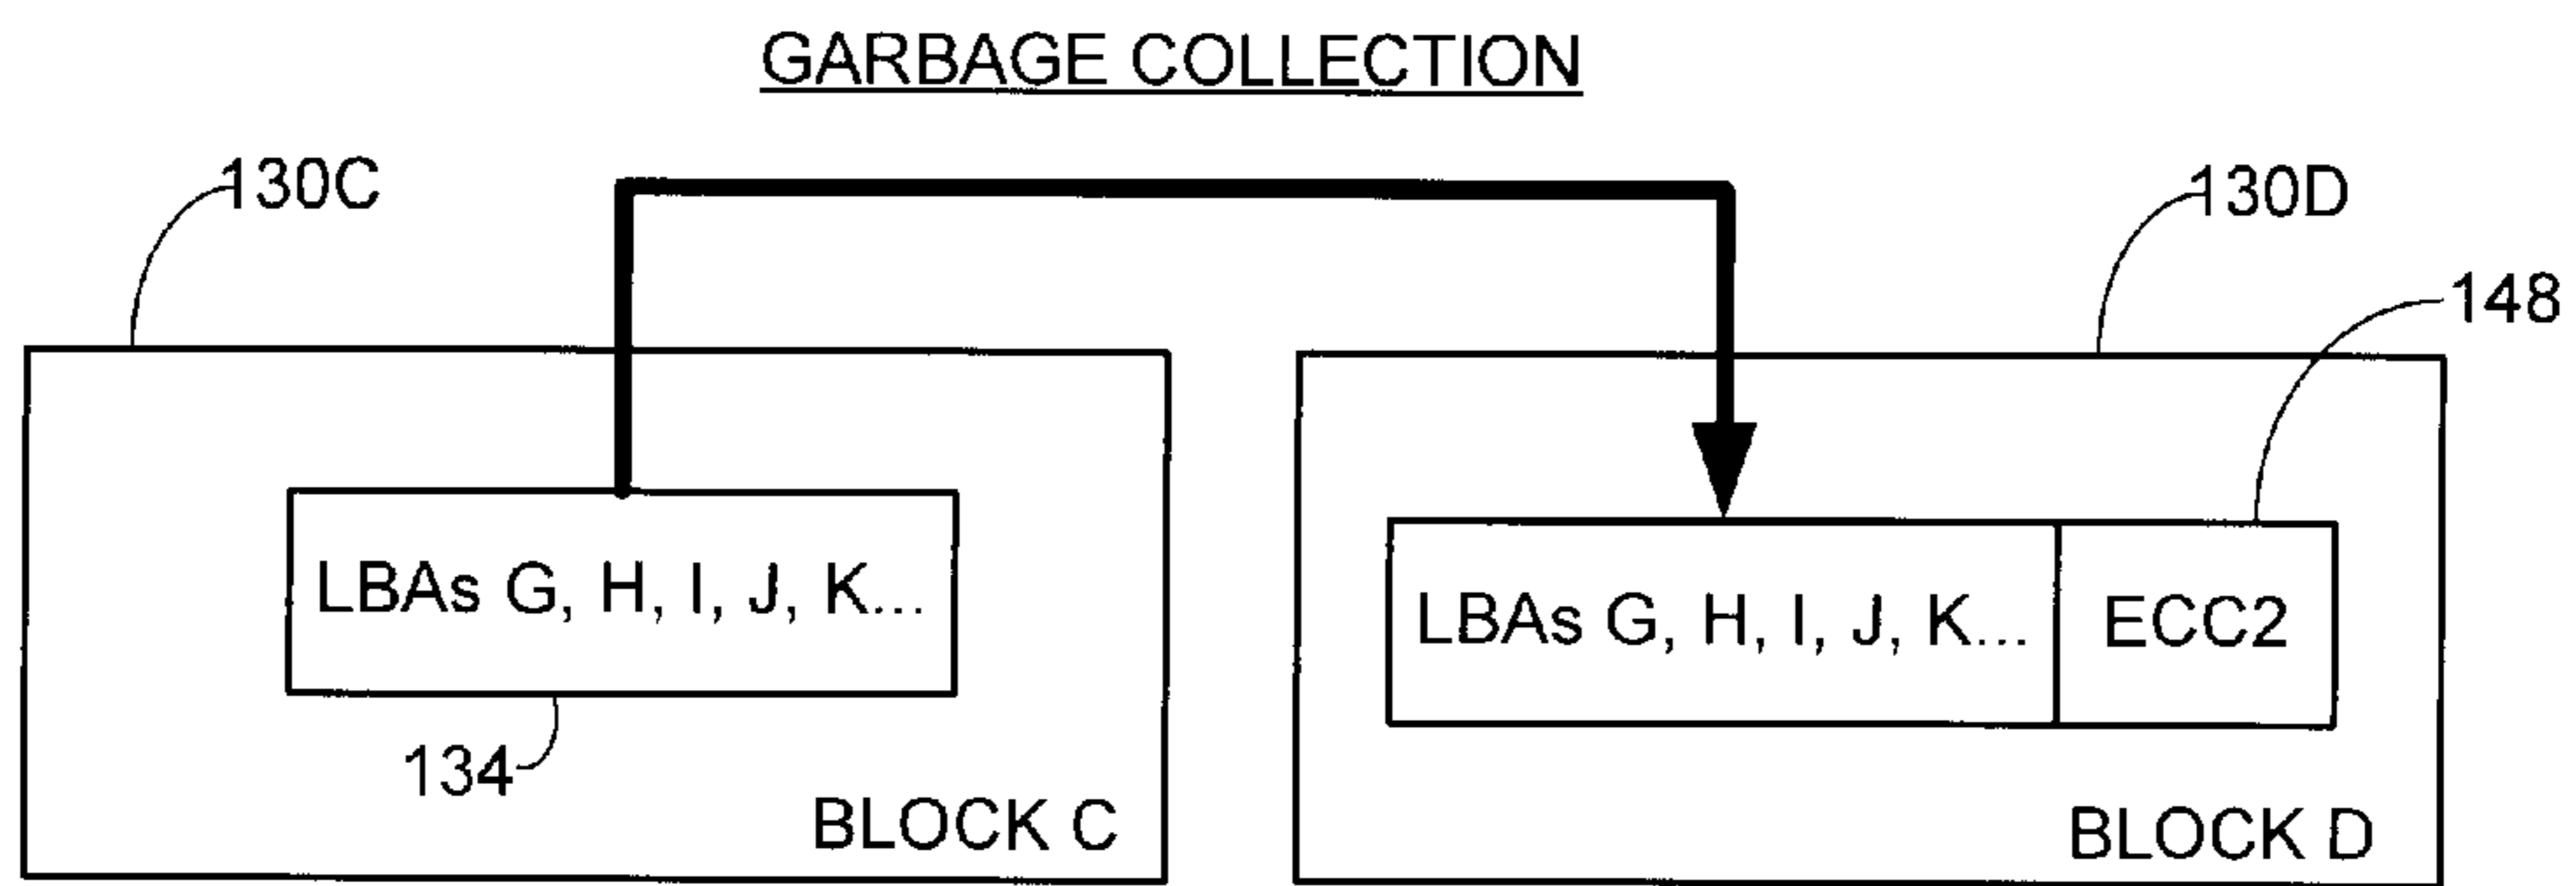 GARBAGE COLLECTION
130C
130D
148
LBAs G, H, I, J, K...
LBAs G, H, I, J, K...
ECC2
134
BLOCK C
BLOCK D